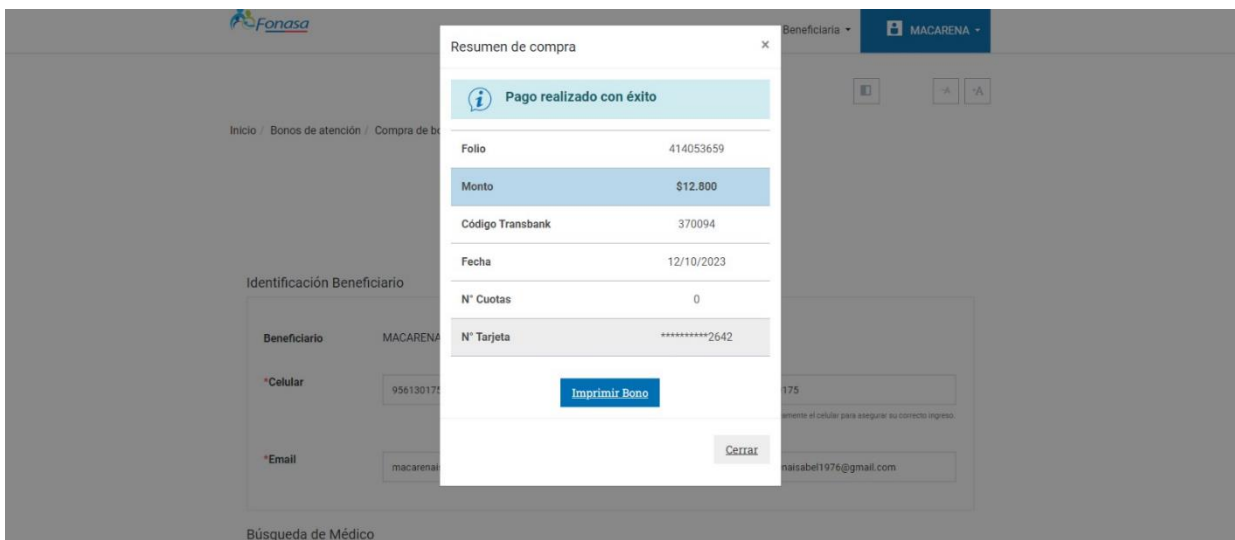 Fonasa
Beneficiaria
MACARENA
Resumen de compra ×
Pago realizado con éxito
-A +A
Inicio / Bonos de atención / Compra de bo
Folio 414053659
Monto $12.800
Código Transbank 370094
Fecha 12/10/2023
Identificación Beneficiario
N° Cuotas 0
Beneficiario MACARENA
N° Tarjeta **********2642
*Celular 956130175 175
Imprimir Bono
amente el celular para asegurar su correcto ingreso.
Cerrar
*Email macarenai naisabel1976@gmail.com
Búsqueda de Médico